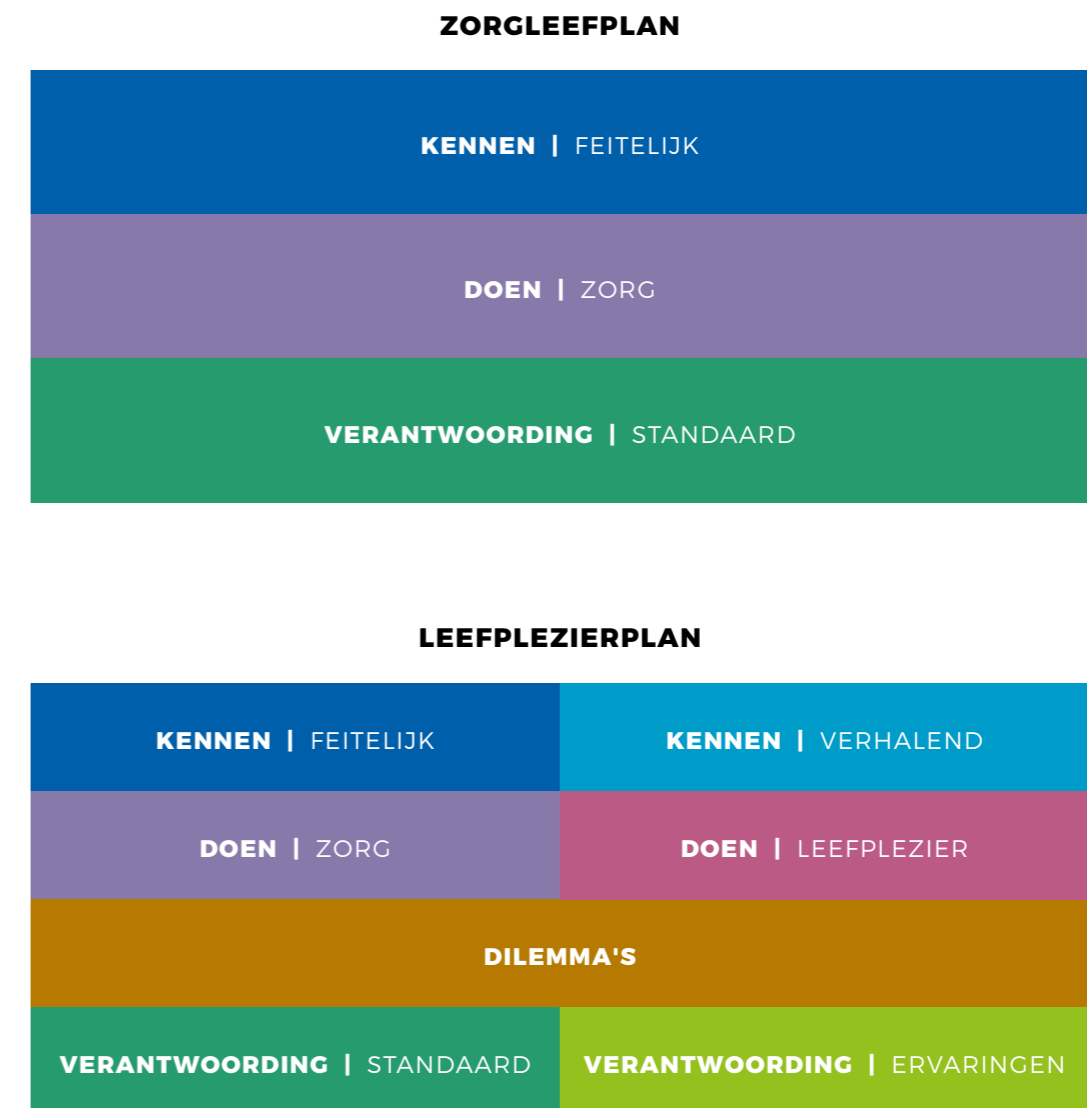 ZORGLEEFPLAN
KENNEN | FEITELIJK
DOEN | ZORG
VERANTWOORDING | STANDAARD
LEEFPLEZIERPLAN
KENNEN | FEITELIJK
KENNEN | VERHALEND
DOEN | ZORG
DOEN | LEEFPLEZIER
DILEMMA'S
VERANTWOORDING | STANDAARD
VERANTWOORDING | ERVARINGEN